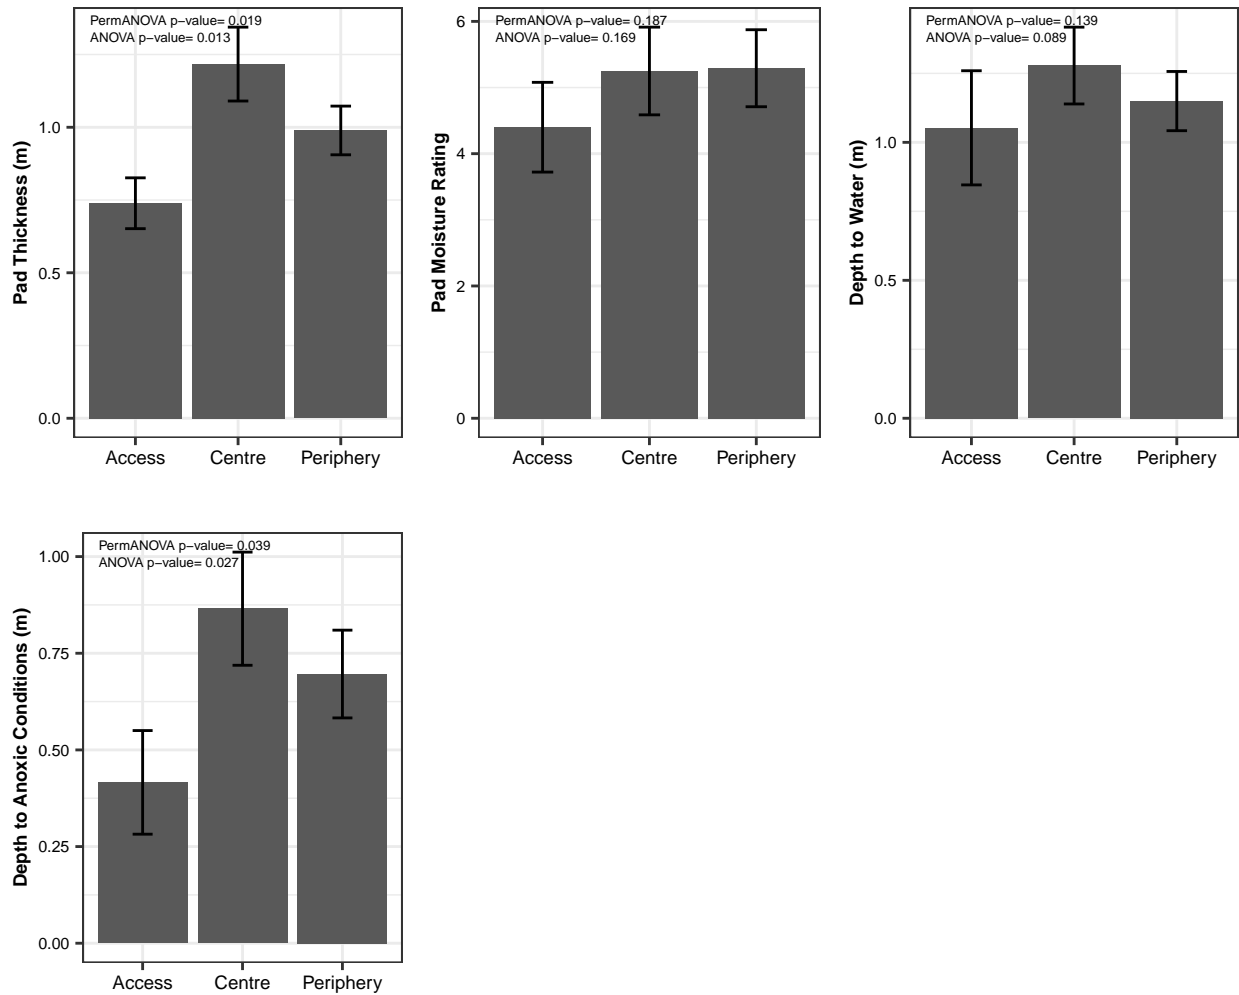 PermANOVA p−value= 0.019
ANOVA p−value= 0.013
Pad Thickness (m)
1.0
0.5
0.0
Access Centre Periphery
PermANOVA p−value= 0.187
ANOVA p−value= 0.169
Pad Moisture Rating
6
4
2
0
Access Centre Periphery
PermANOVA p−value= 0.139
ANOVA p−value= 0.089
Depth to Water (m)
1.0
0.5
0.0
Access Centre Periphery
PermANOVA p−value= 0.039
ANOVA p−value= 0.027
Depth to Anoxic Conditions (m)
1.00
0.75
0.50
0.25
0.00
Access Centre Periphery